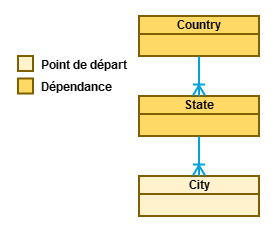 Country
Point de départ
Dépendance
State
City